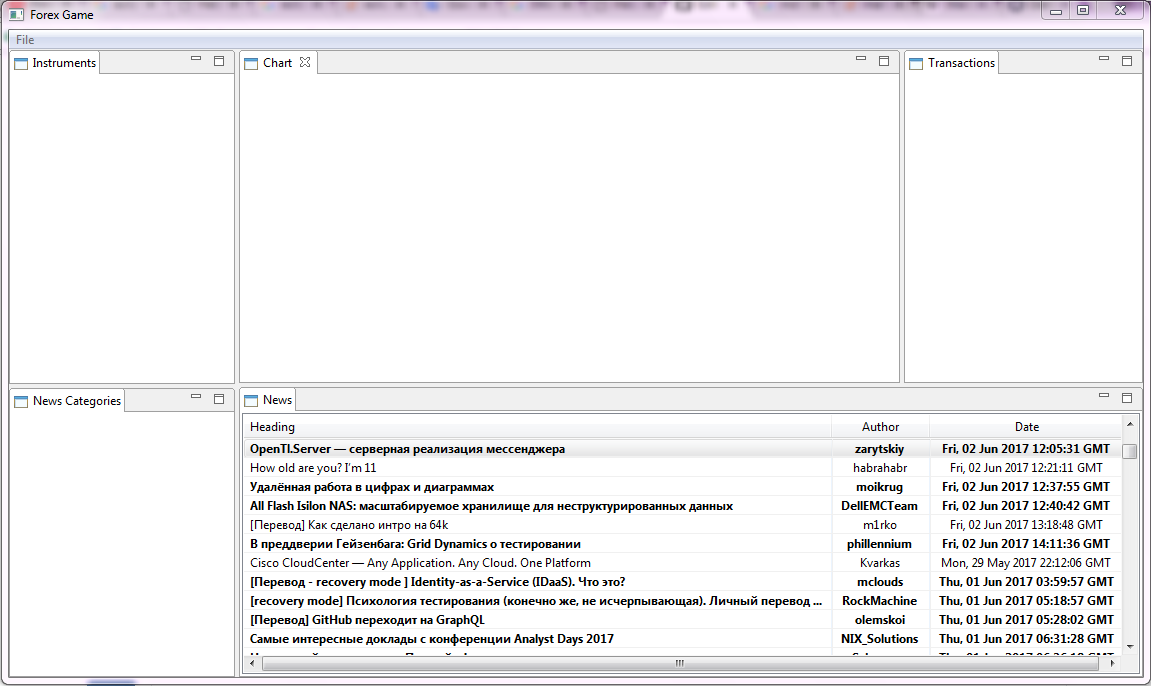 Forex Game
File
Instruments
Chart
Transactions
News Categories
News
Heading Author Date
OpenTl.Server — серверная реализация мессенджера zarytskiy Fri, 02 Jun 2017 12:05:31 GMT
How old are you? I'm 11 habrahabr Fri, 02 Jun 2017 12:21:11 GMT
Удалённая работа в цифрах и диаграммах moikrug Fri, 02 Jun 2017 12:37:55 GMT
All Flash Isilon NAS: масштабируемое хранилище для неструктурированных данных DellEMCTeam Fri, 02 Jun 2017 12:40:42 GMT
[Перевод] Как сделано интро на 64k m1rko Fri, 02 Jun 2017 13:18:48 GMT
В преддверии Гейзенбага: Grid Dynamics о тестировании phillennium Fri, 02 Jun 2017 14:11:36 GMT
Cisco CloudCenter — Any Application. Any Cloud. One Platform Kvarkas Mon, 29 May 2017 22:12:06 GMT
[Перевод - recovery mode ] Identity-as-a-Service (IDaaS). Что это? mclouds Thu, 01 Jun 2017 03:59:57 GMT
[recovery mode] Психология тестирования (конечно же, не исчерпывающая). Личный перевод ... RockMachine Thu, 01 Jun 2017 05:18:57 GMT
[Перевод] GitHub переходит на GraphQL olemskoi Thu, 01 Jun 2017 05:28:02 GMT
Самые интересные доклады с конференции Analyst Days 2017 NIX_Solutions Thu, 01 Jun 2017 06:31:28 GMT